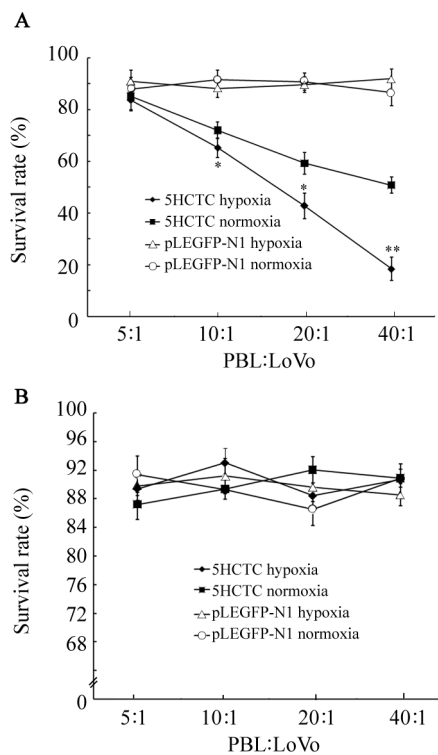 A
100
80
60
40
20
0
Survival rate (%)
*
*
**
5HCTC hypoxia
5HCTC normoxia
pLEGFP-N1 hypoxia
pLEGFP-N1 normoxia
5:1 10:1 20:1 40:1
PBL:LoVo
B
100
96
92
88
84
80
76
72
68
0
Survival rate (%)
5HCTC hypoxia
5HCTC normoxia
pLEGFP-N1 hypoxia
pLEGFP-N1 normoxia
5:1 10:1 20:1 40:1
PBL:LoVo